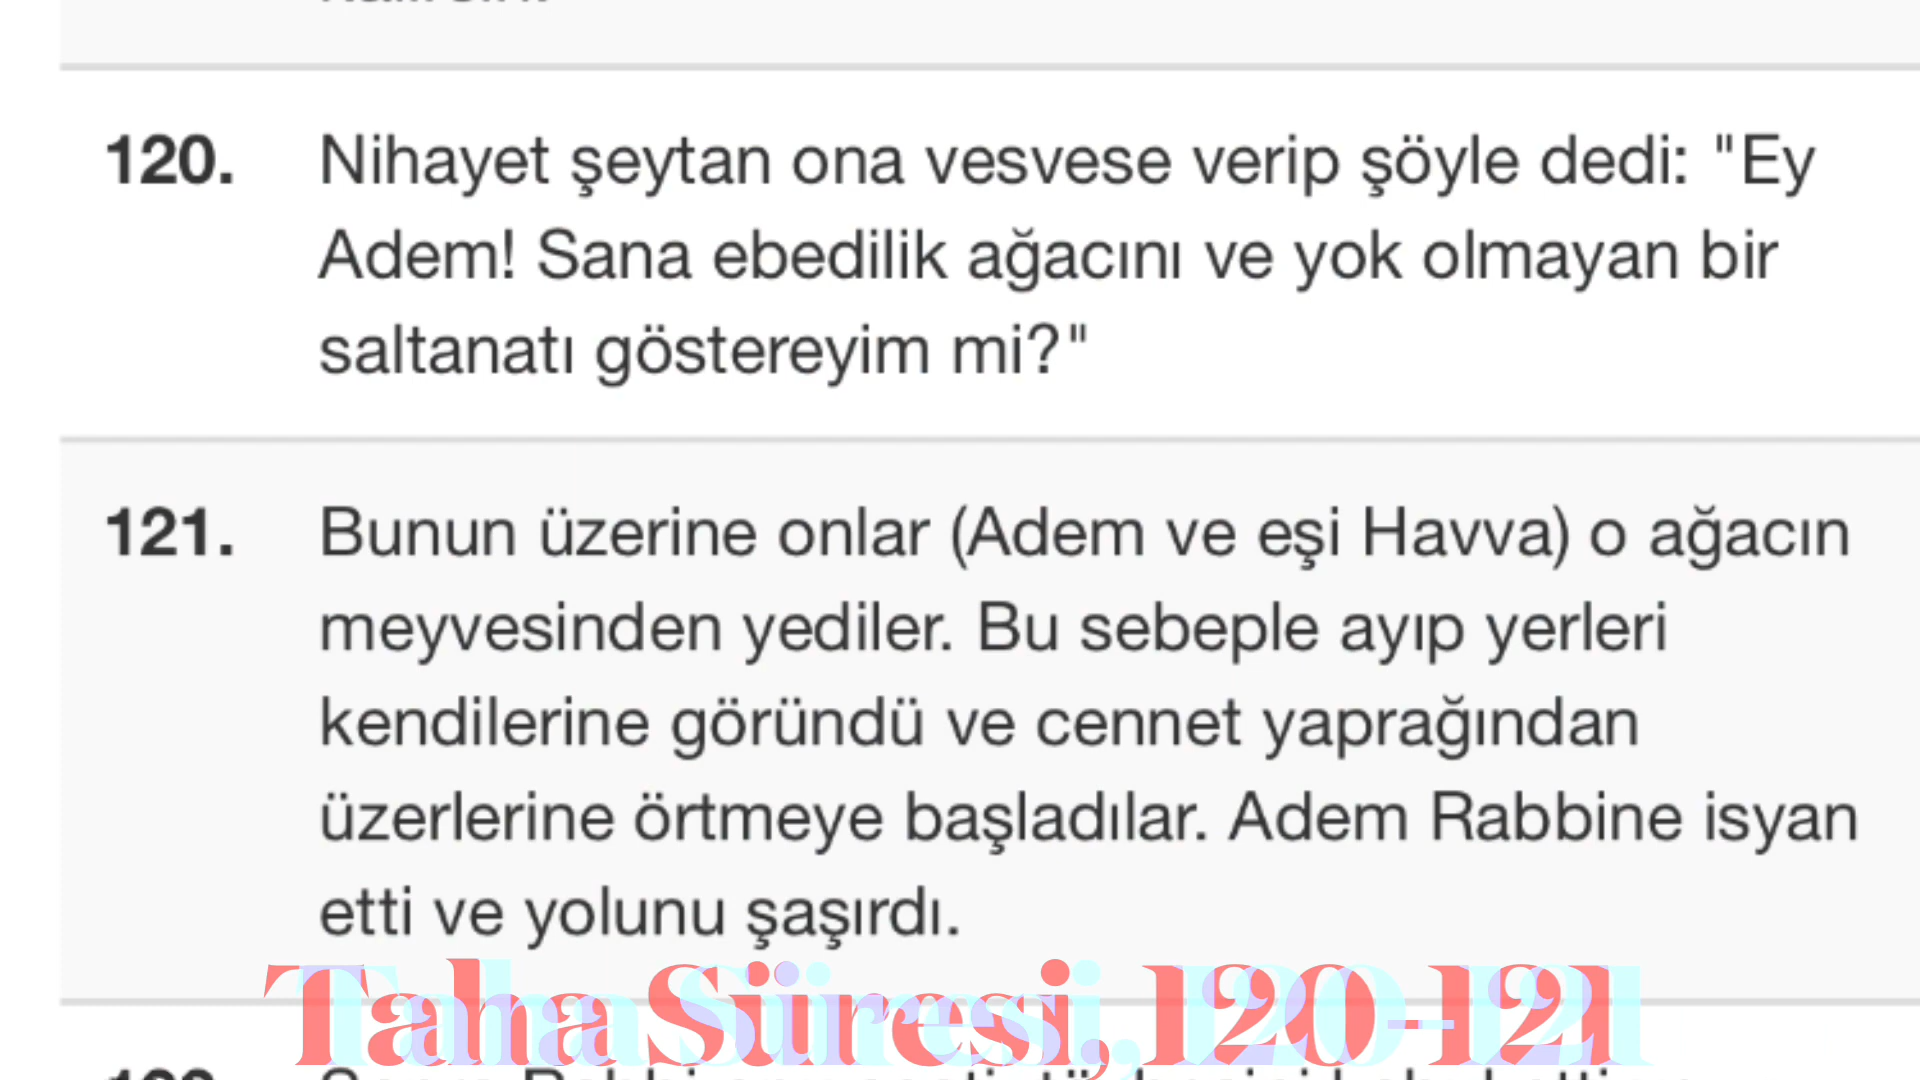 120. Nihayet şeytan ona vesvese verip şöyle dedi: "Ey
Adem! Sana ebedilik ağacını ve yok olmayan bir
saltanatı göstereyim mi?"
121. Bunun üzerine onlar (Adem ve eşi Havva) o ağacın
meyvesinden yediler. Bu sebeple ayıp yerleri
kendilerine göründü ve cennet yaprağından
üzerlerine örtmeye başladılar. Adem Rabbine isyan
etti ve yolunu şaşırdı.
Taha Süresi, 120-121